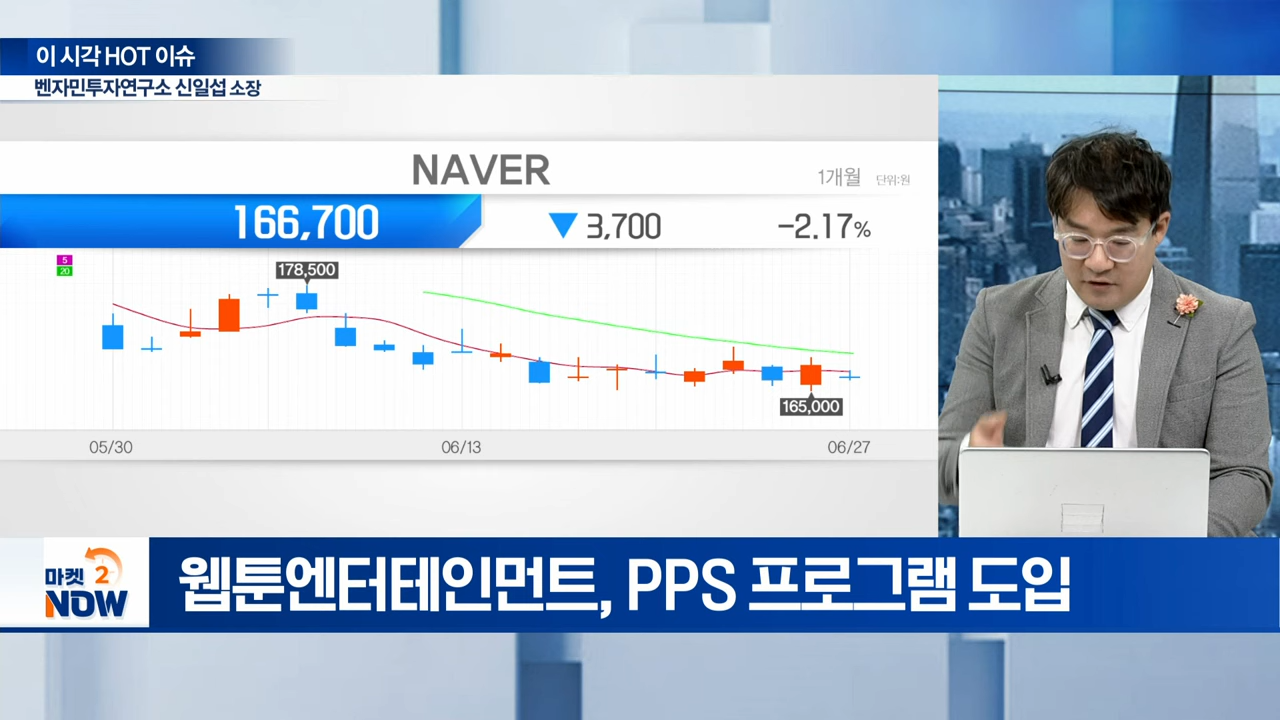 이 시각 HOT 이슈
벤자민투자연구소 신일섭 소장
NAVER
1개월 단위:원
166,700 ▼ 3,700 -2.17%
5
20
178,500
165,000
05/30 06/13 06/27
마켓 2
NOW
웹툰엔터테인먼트, PPS 프로그램 도입